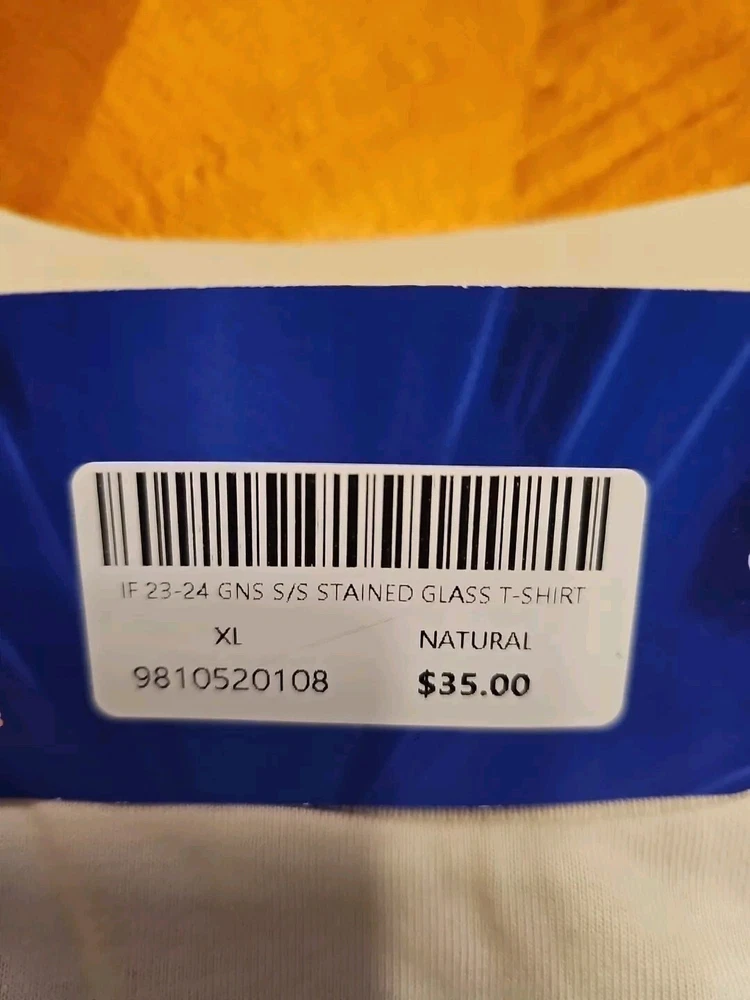 IF 23-24 GNS S/S STAINED GLASS T-SHIRT
XL NATURAL
9810520108 $35.00